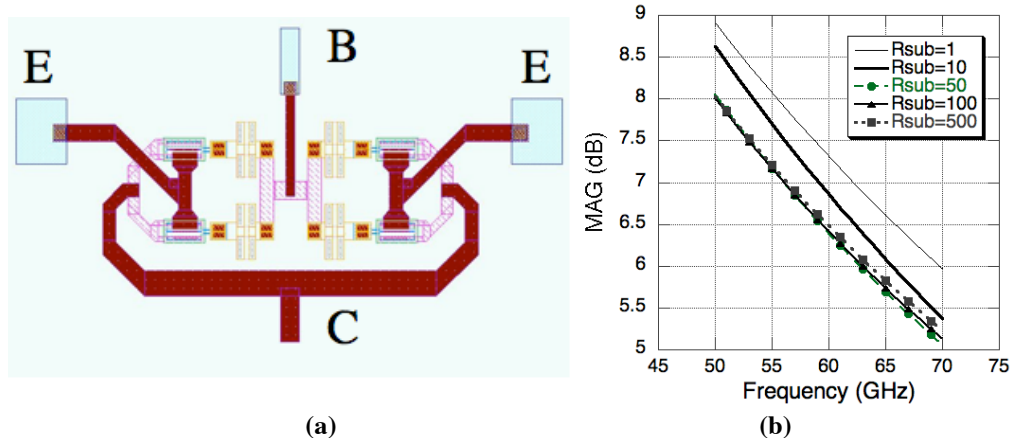 E
B
E
C
(a)
MAG (dB)
9
8.5
8
7.5
7
6.5
6
5.5
5
Rsub=1
Rsub=10
Rsub=50
Rsub=100
Rsub=500
45 50 55 60 65 70 75
Frequency (GHz)
(b)